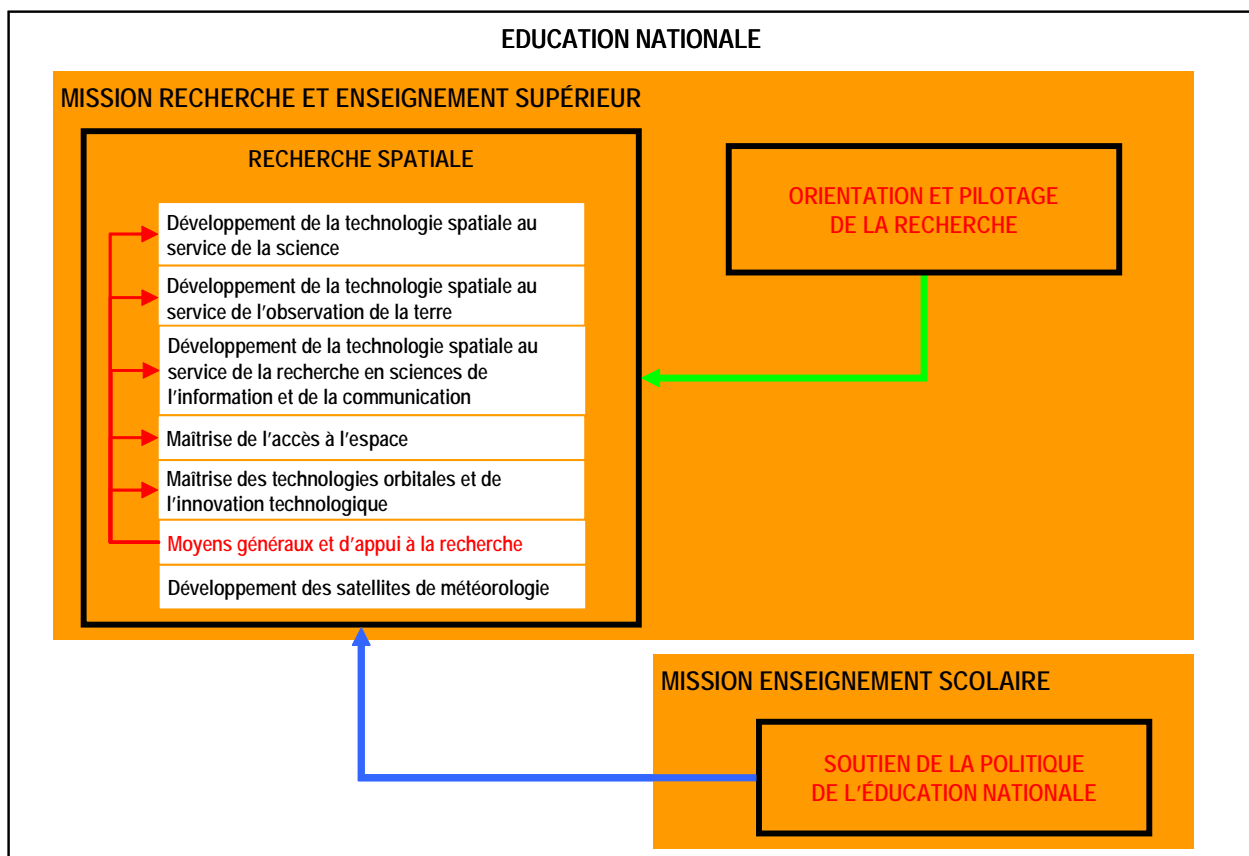 EDUCATION NATIONALE
MISSION RECHERCHE ET ENSEIGNEMENT SUPÉRIEUR
RECHERCHE SPATIALE
Développement de la technologie spatiale au
service de la science
Développement de la technologie spatiale au
service de l'observation de la terre
Développement de la technologie spatiale au
service de la recherche en sciences de
l'information et de la communication
Maîtrise de l'accès à l'espace
Maîtrise des technologies orbitales et de
l'innovation technologique
Moyens généraux et d'appui à la recherche
Développement des satellites de météorologie
ORIENTATION ET PILOTAGE
DE LA RECHERCHE
MISSION ENSEIGNEMENT SCOLAIRE
SOUTIEN DE LA POLITIQUE
DE L'ÉDUCATION NATIONALE